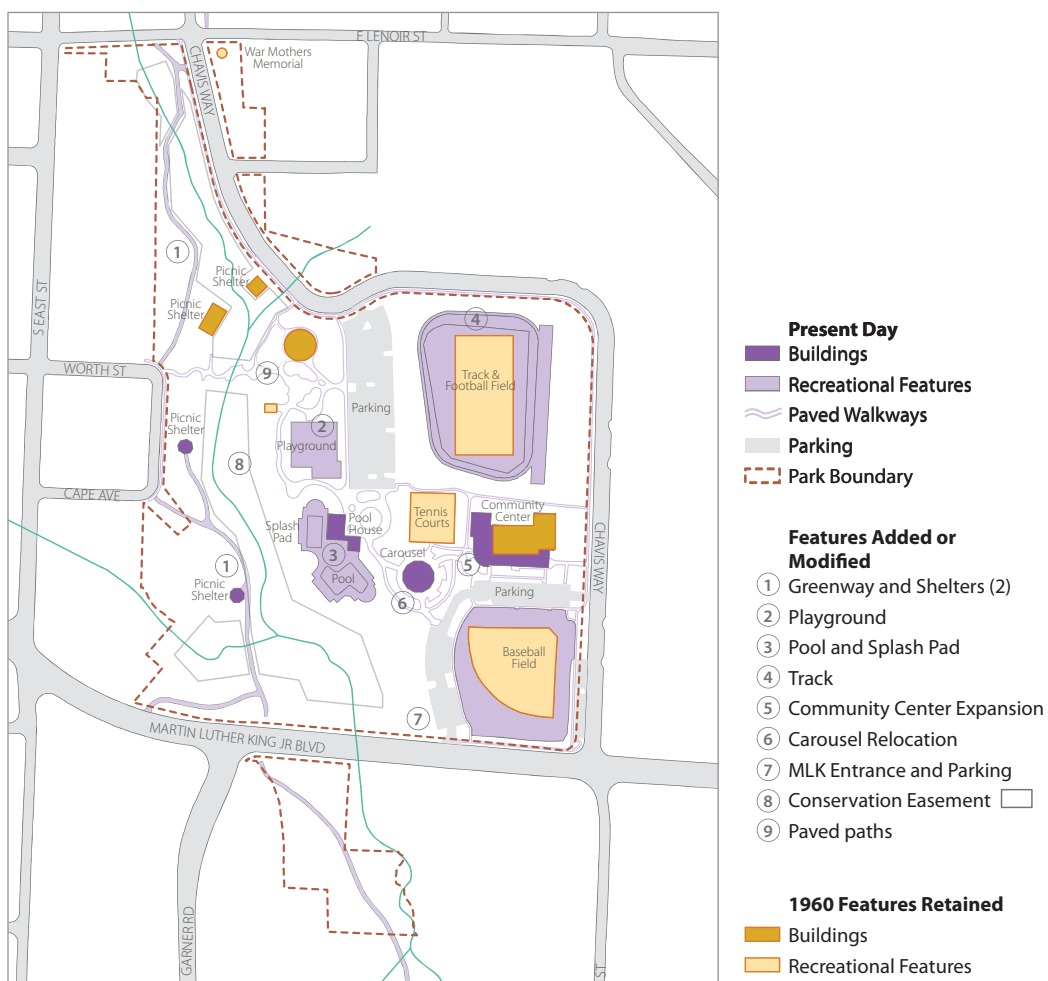 E LENOIR ST
War Mothers
Memorial
CHAVIS WAY
S EAST ST
1
Picnic
Shelter
Picnic
Shelter
4
Track &
Football Field
WORTH ST
9
Parking
Picnic
Shelter
2
Playground
8
CAPE AVE
Tennis
Courts
Community
Center
Splash
Pad
Pool
House
CHAVIS WAY
3
Carousel
5
1
Pool
Picnic
Shelter
6
Parking
Baseball
Field
7
MARTIN LUTHER KING JR BLVD
GARNER RD
ST
Present Day
Buildings
Recreational Features
Paved Walkways
Parking
Park Boundary
Features Added or
Modified
1 Greenway and Shelters (2)
2 Playground
3 Pool and Splash Pad
4 Track
5 Community Center Expansion
6 Carousel Relocation
7 MLK Entrance and Parking
8 Conservation Easement
9 Paved paths
1960 Features Retained
Buildings
Recreational Features